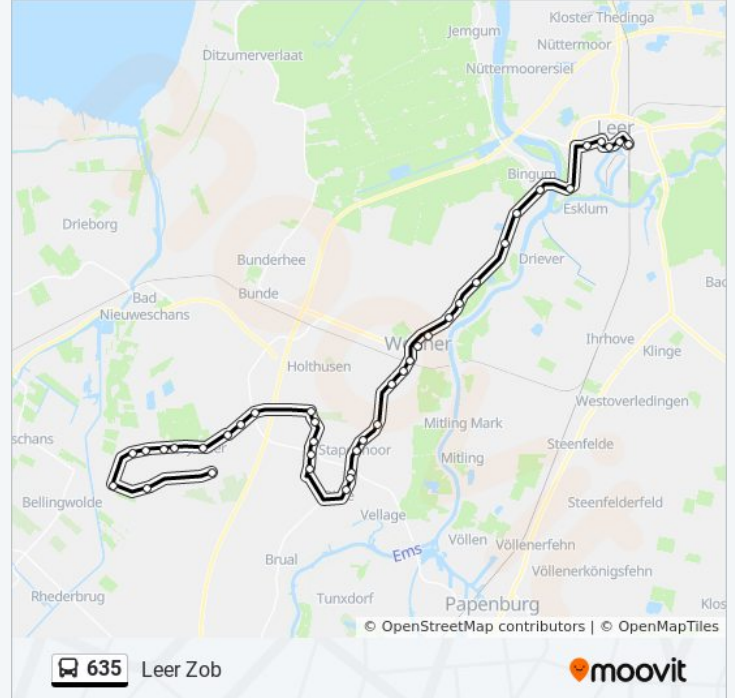 Kloster Thedinga
Jemgum
Nüttermoor
Ditzumerverlaat
Nüttermoorersiel
Leer
Bingum
Esklum
Drieborg
Driever
Bunderhee
Bad
Nieuweschans
Bunde
Ihrhove
Klinge
Holthusen
Westoverledingen
Mitling Mark
schans
Steenfelde
Mitling
Bellingwolde
Steenfelderfeld
Vellage
Völlen
Völlenerfehn
Ems
Brual
Völlenerkönigsfehn
Rhederbrug
Tunxdorf
Papenburg
Klos
© OpenStreetMap contributors | © OpenMapTiles
635 Leer Zob
moovit